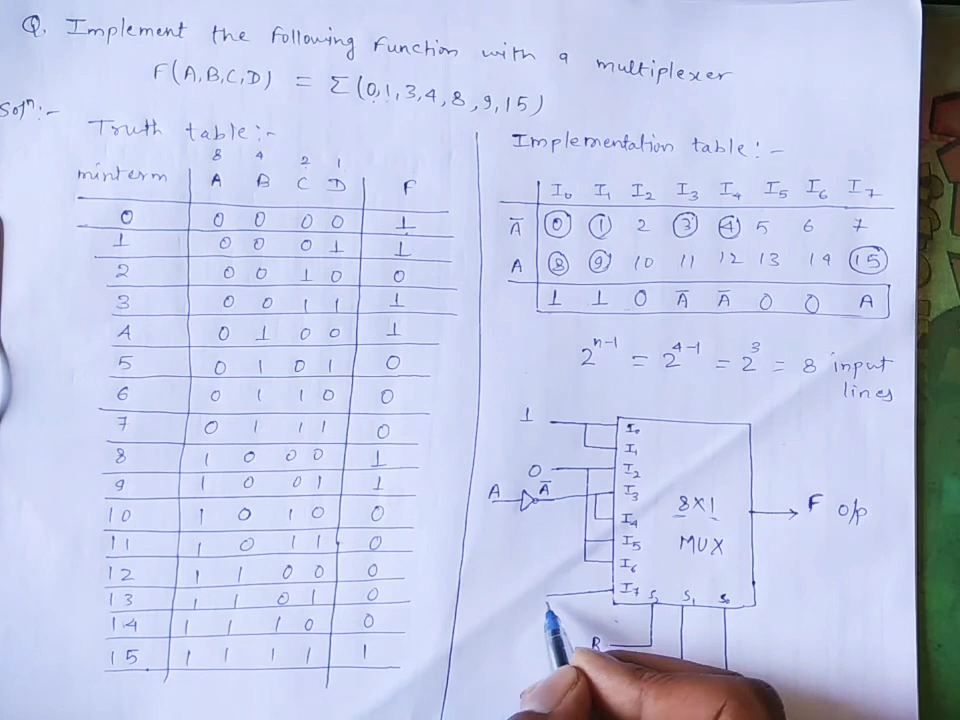 Q. Implement the following function with a multiplexer
F(A,B,C,D) = Σ(0,1,3,4,8,9,15)
Solⁿ:-
Truth table:-
8 4 2 1
minterm A B C D F
0 0 0 0 0 1
1 0 0 0 1 1
2 0 0 1 0 0
3 0 0 1 1 1
4 0 1 0 0 1
5 0 1 0 1 0
6 0 1 1 0 0
7 0 1 1 1 0
8 1 0 0 0 1
9 1 0 0 1 1
10 1 0 1 0 0
11 1 0 1 1 0
12 1 1 0 0 0
13 1 1 0 1 0
14 1 1 1 0 0
15 1 1 1 1 1
Implementation table:-
I₀ I₁ I₂ I₃ I₄ I₅ I₆ I₇
Ā 0 1 2 3 4 5 6 7
A 8 9 10 11 12 13 14 15
1 1 0 Ā Ā 0 0 A
2ⁿ⁻¹ = 2⁴⁻¹ = 2³ = 8 input
lines
1
0
A Ā
I₀
I₁
I₂
I₃
I₄
I₅
I₆
I₇
8X1
MUX
F o/p
S₂ S₁ S₀
B